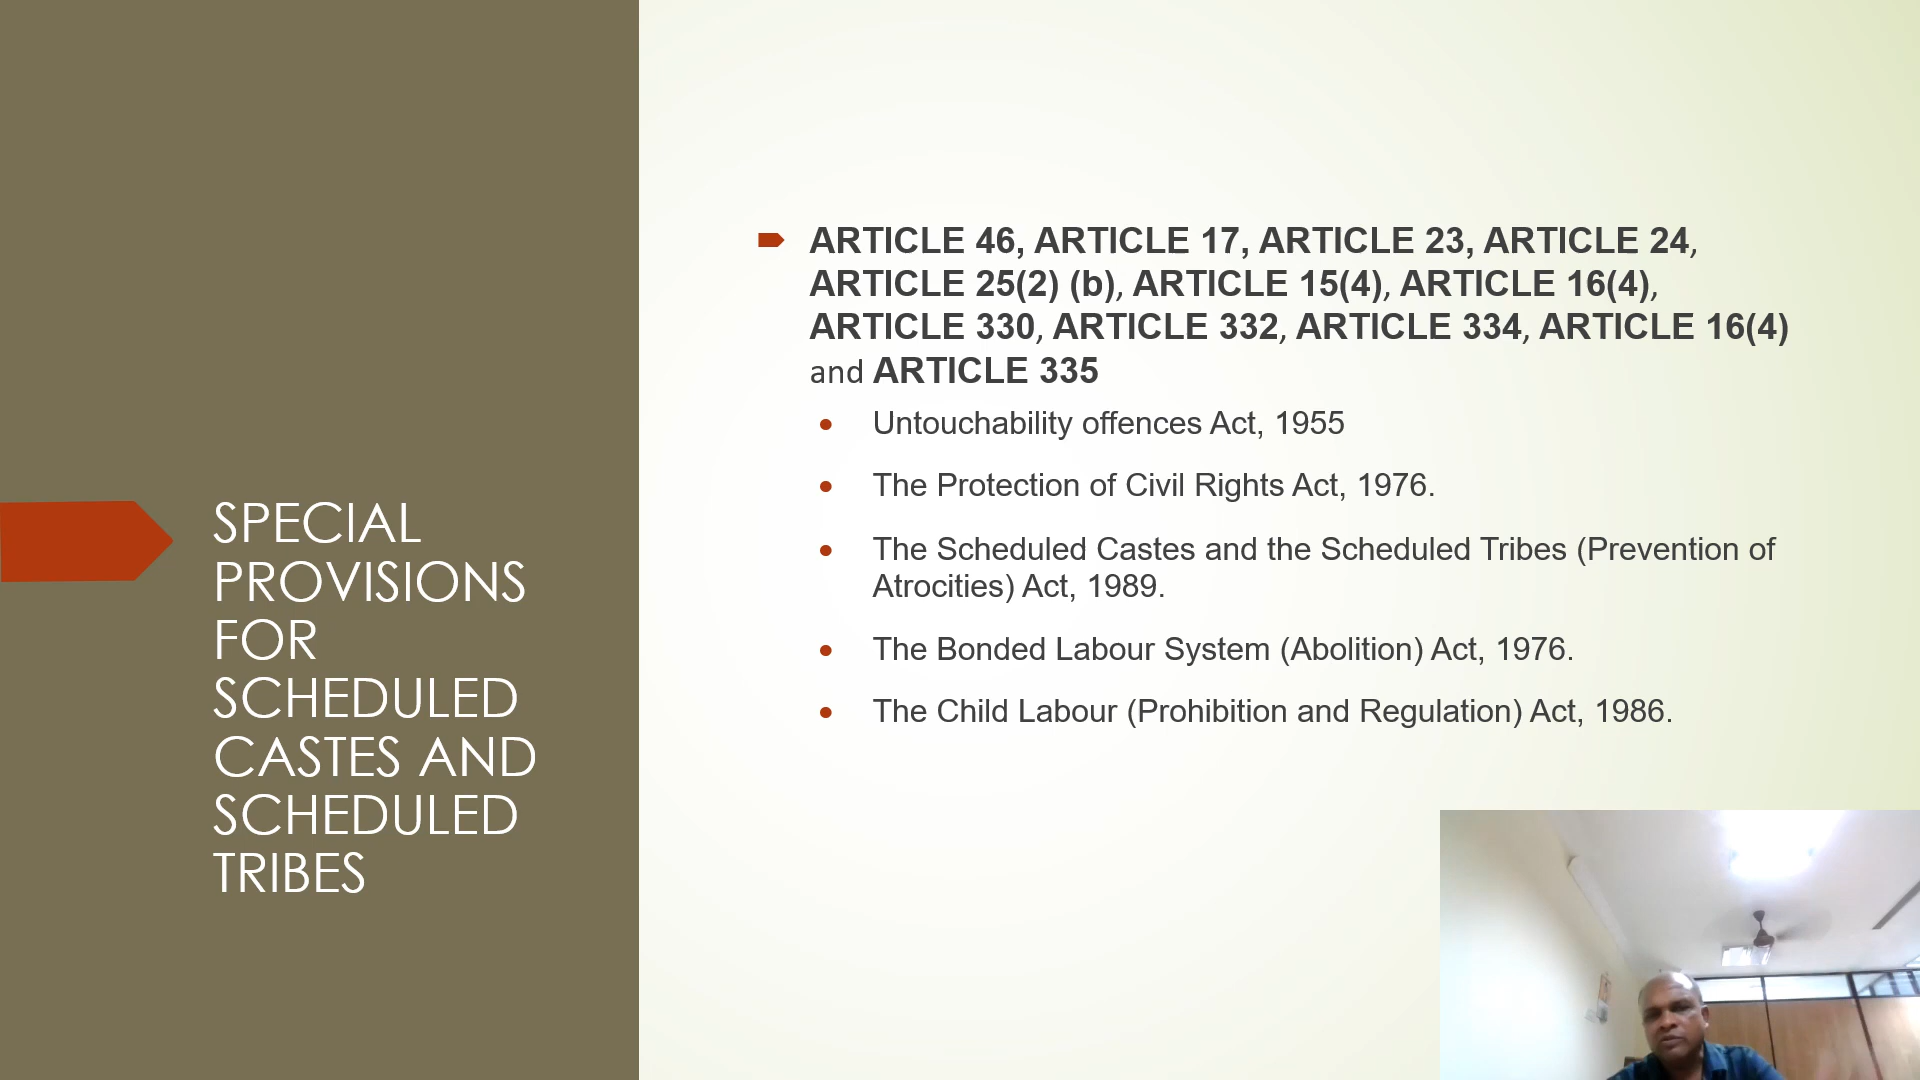 SPECIAL
PROVISIONS
FOR
SCHEDULED
CASTES AND
SCHEDULED
TRIBES
ARTICLE 46, ARTICLE 17, ARTICLE 23, ARTICLE 24,
ARTICLE 25(2) (b), ARTICLE 15(4), ARTICLE 16(4),
ARTICLE 330, ARTICLE 332, ARTICLE 334, ARTICLE 16(4)
and ARTICLE 335
Untouchability offences Act, 1955
The Protection of Civil Rights Act, 1976.
The Scheduled Castes and the Scheduled Tribes (Prevention of
Atrocities) Act, 1989.
The Bonded Labour System (Abolition) Act, 1976.
The Child Labour (Prohibition and Regulation) Act, 1986.